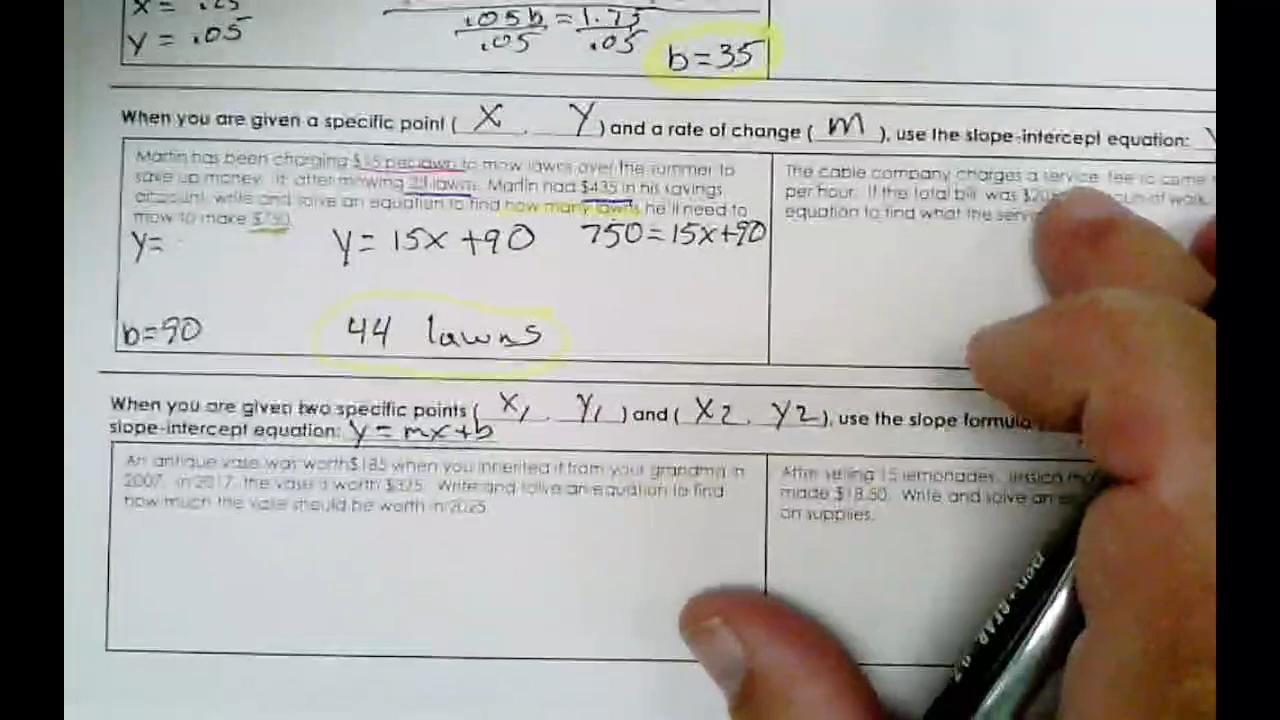 x = .25
y = .05
.05b = 1.75
.05 .05
b = 35
When you are given a specific point ( X , Y ) and a rate of change ( m ), use the slope-intercept equation: Y
Martin has been charging $15 per lawn to mow lawns over the summer to
save up money. If after mowing lawns, Martin had $435 in his savings
account, write and solve an equation to find how many lawns he'll need to
mow to make $750.
y=
y = 15x +90
750=15x+90
b=90
44 lawns
The cable company charges a service fee to come
per hour. If the total bill was of work,
equation to find what the
When you are given two specific points ( X1 , Y1 ) and ( X2 , Y2 ), use the slope formula
slope-intercept equation: y = mx+b
An antique vase was worth $185 when you inherited it from your grandma in
2007. In 2017, the vase is worth $325. Write and solve an equation to find
how much the vase should be worth in 2025.
After selling 15 lemonades, Jessica
made $18.50. Write and solve an
on supplies.